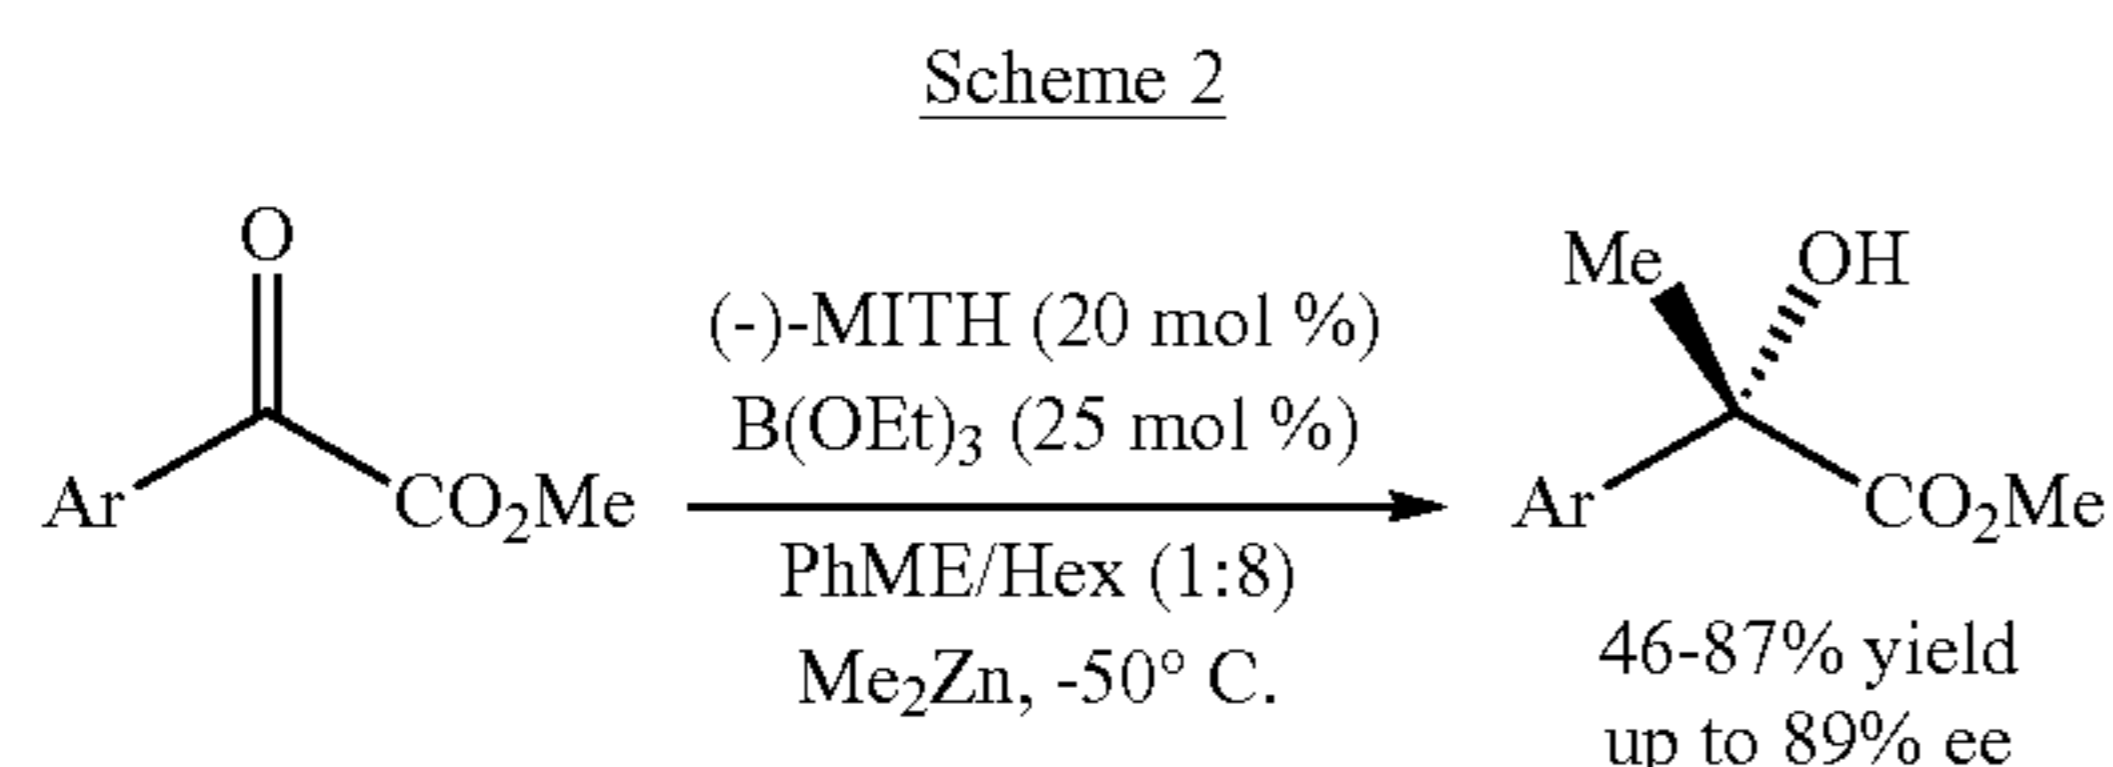 Scheme 2
O
Ar
CO₂Me
(-)-MITH (20 mol %)
B(OEt)₃ (25 mol %)
PhME/Hex (1:8)
Me₂Zn, -50° C.
Me
OH
Ar
CO₂Me
46-87% yield
up to 89% ee